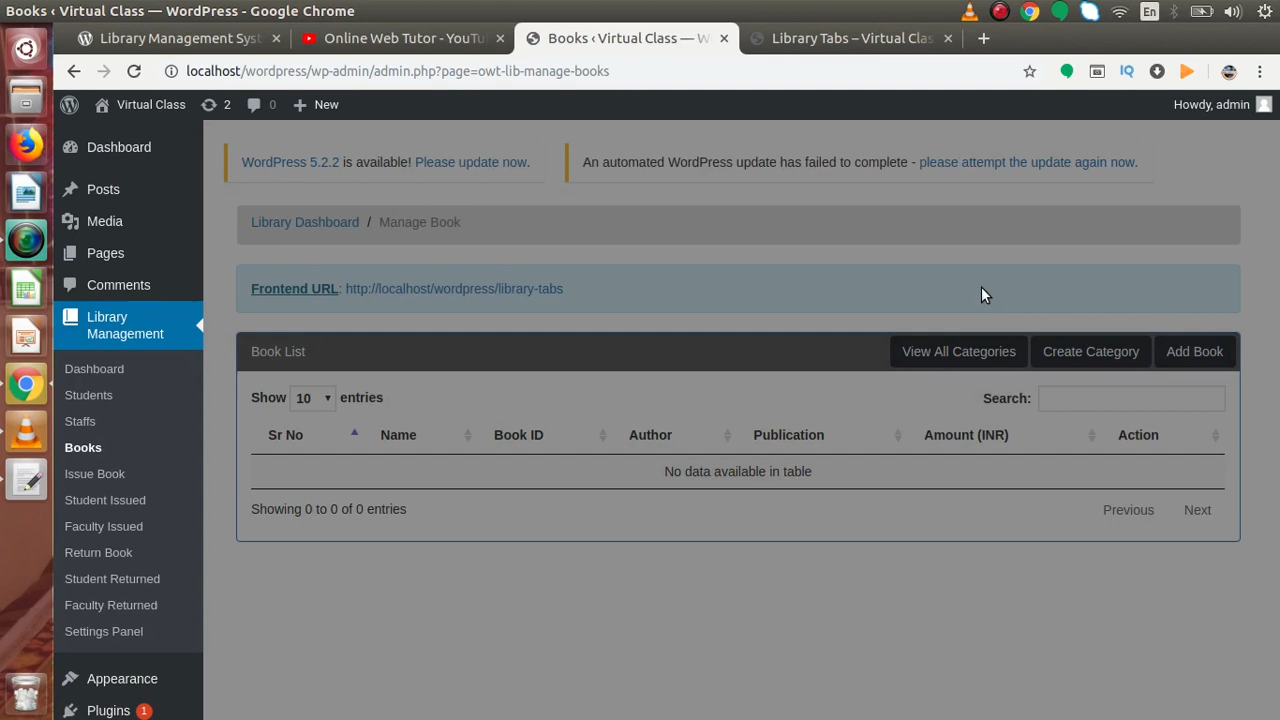 Books ‹ Virtual Class — WordPress - Google Chrome
En
Library Management Syst
Online Web Tutor - YouTu
Books ‹ Virtual Class — W
Library Tabs – Virtual Clas
localhost/wordpress/wp-admin/admin.php?page=owt-lib-manage-books
IQ
Virtual Class
2
0
New
Howdy, admin
Dashboard
Posts
Media
Pages
Comments
Library Management
Dashboard
Students
Staffs
Books
Issue Book
Student Issued
Faculty Issued
Return Book
Student Returned
Faculty Returned
Settings Panel
Appearance
Plugins 1
WordPress 5.2.2 is available! Please update now.
An automated WordPress update has failed to complete - please attempt the update again now.
Library Dashboard / Manage Book
Frontend URL: http://localhost/wordpress/library-tabs
Book List
View All Categories
Create Category
Add Book
Show 10 entries
Search:
Sr No Name Book ID Author Publication Amount (INR) Action
No data available in table
Showing 0 to 0 of 0 entries
Previous Next